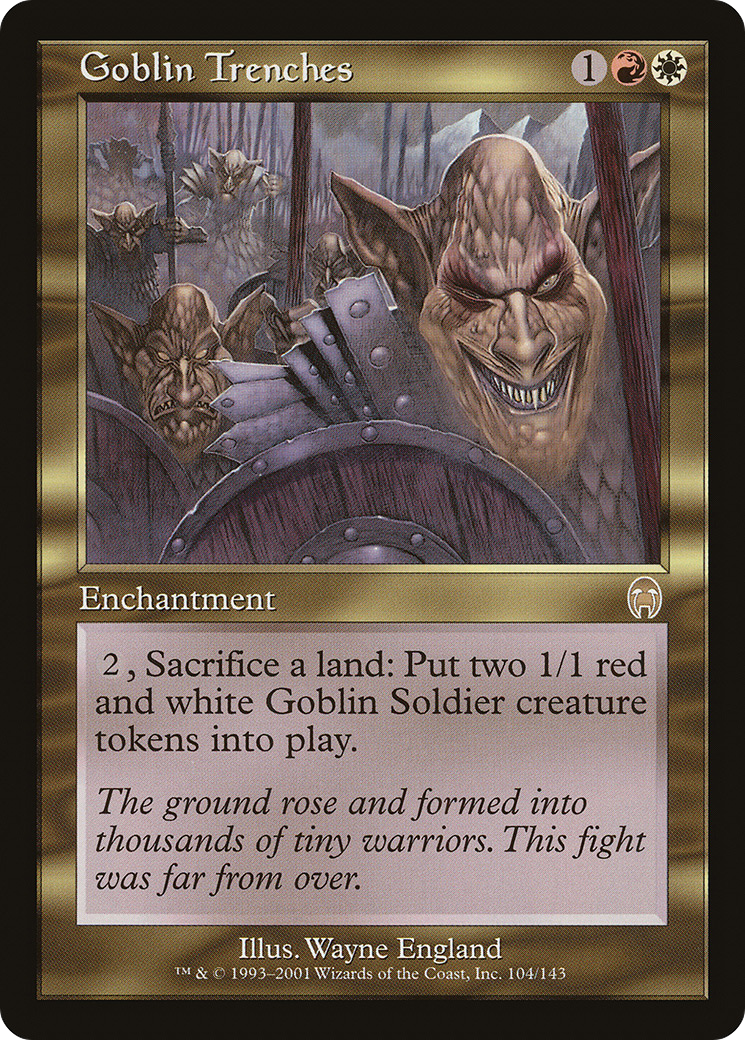 Goblin Trenches 1
Enchantment
2 , Sacrifice a land: Put two 1/1 red
and white Goblin Soldier creature
tokens into play.
The ground rose and formed into
thousands of tiny warriors. This fight
was far from over.
Illus. Wayne England
™ & © 1993–2001 Wizards of the Coast, Inc. 104/143